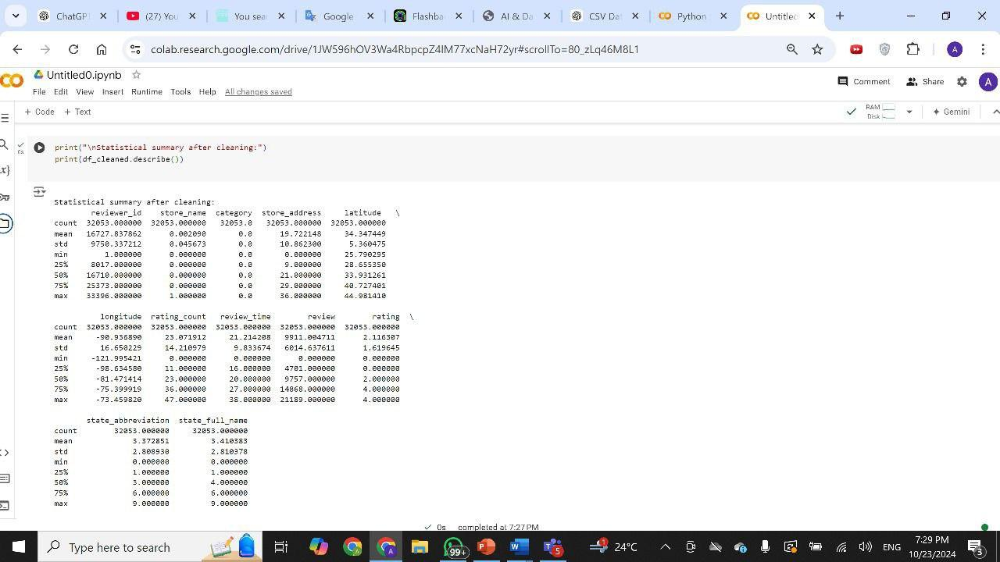 ChatGP
(27) You
You sear
Google
Flashba
AI & Da
CSV Dat
Python
Untitled
colab.research.google.com/drive/1JW596hOV3Wa4RbpcpZ4lM77xcNaH72yr#scrollTo=80_zLq46M8L1
A
Untitled0.ipynb
Comment
Share
A
File Edit View Insert Runtime Tools Help All changes saved
+ Code + Text
RAM
Disk
Gemini
0s
print("\nStatistical summary after cleaning:")
print(df_cleaned.describe())
{x}
Statistical summary after cleaning:
reviewer_id store_name category store_address latitude \
count 32053.000000 32053.000000 32053.0 32053.000000 32053.000000
mean 16727.837862 0.002090 0.0 19.722148 34.347449
std 9750.337212 0.045673 0.0 10.862300 5.360475
min 1.000000 0.000000 0.0 0.000000 25.790295
25% 8017.000000 0.000000 0.0 9.000000 28.655350
50% 16710.000000 0.000000 0.0 21.000000 33.931261
75% 25373.000000 0.000000 0.0 29.000000 40.727401
max 33396.000000 1.000000 0.0 36.000000 44.981410
longitude rating_count review_time review rating \
count 32053.000000 32053.000000 32053.000000 32053.000000 32053.000000
mean -90.936890 23.071912 21.214208 9911.004711 2.116307
std 16.650229 14.210979 9.833674 6014.637611 1.619645
min -121.995421 0.000000 0.000000 0.000000 0.000000
25% -98.634580 11.000000 16.000000 4701.000000 0.000000
50% -81.471414 23.000000 20.000000 9757.000000 2.000000
75% -75.399919 36.000000 27.000000 14868.000000 4.000000
max -73.459820 47.000000 38.000000 21189.000000 4.000000
state_abbreviation state_full_name
count 32053.000000 32053.000000
mean 3.372851 3.410383
std 2.808930 2.810378
min 0.000000 0.000000
25% 1.000000 1.000000
50% 3.000000 4.000000
75% 6.000000 6.000000
max 9.000000 9.000000
0s completed at 7:27 PM
Type here to search
99+
5
1
24°C
ENG
7:29 PM
10/23/2024
3